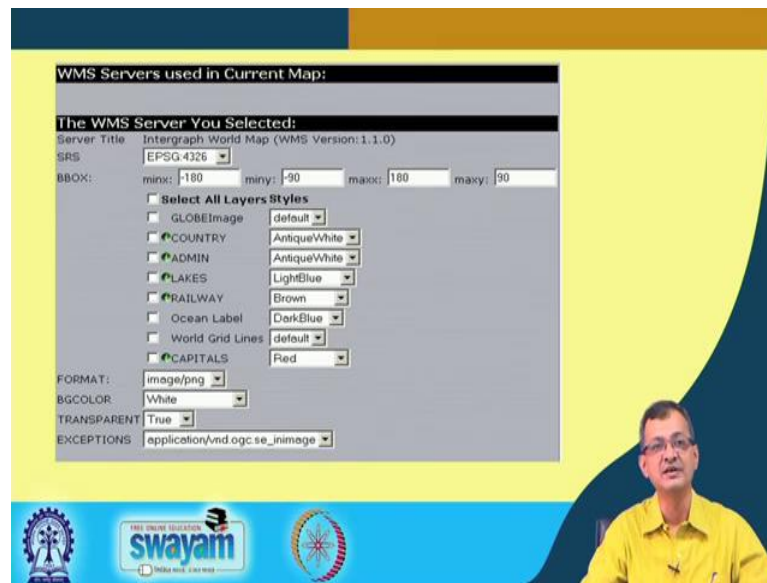 WMS Servers used in Current Map:
The WMS Server You Selected:
Server Title Intergraph World Map (WMS Version:1.1.0)
SRS EPSG:4326
BBOX: minx: -180 miny: -90 maxx: 180 maxy: 90
Select All Layers Styles
GLOBEImage default
COUNTRY AntiqueWhite
ADMIN AntiqueWhite
LAKES LightBlue
RAILWAY Brown
Ocean Label DarkBlue
World Grid Lines default
CAPITALS Red
FORMAT: image/png
BGCOLOR White
TRANSPARENT True
EXCEPTIONS application/vnd.ogc.se_inimage
FREE ONLINE EDUCATION
swayam